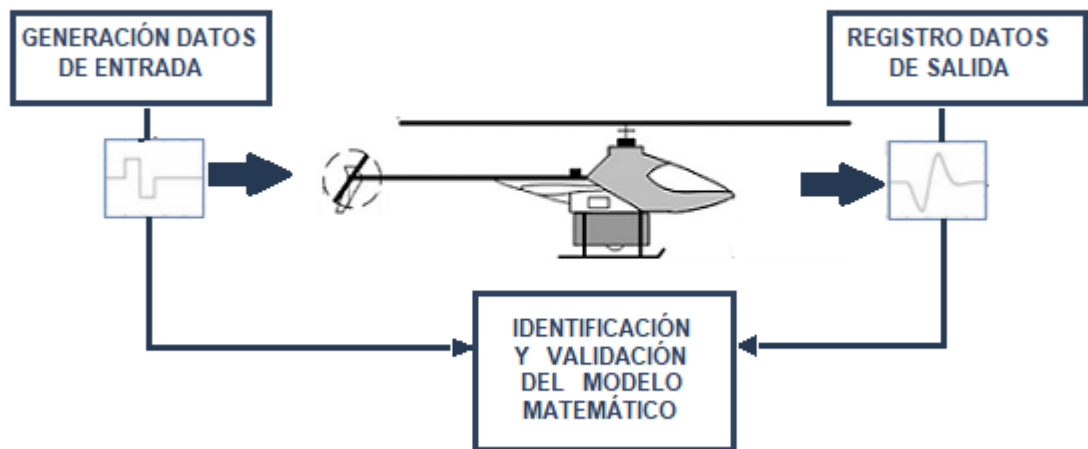 GENERACIÓN DATOS
DE ENTRADA
REGISTRO DATOS
DE SALIDA
IDENTIFICACIÓN
Y VALIDACIÓN
DEL MODELO
MATEMÁTICO